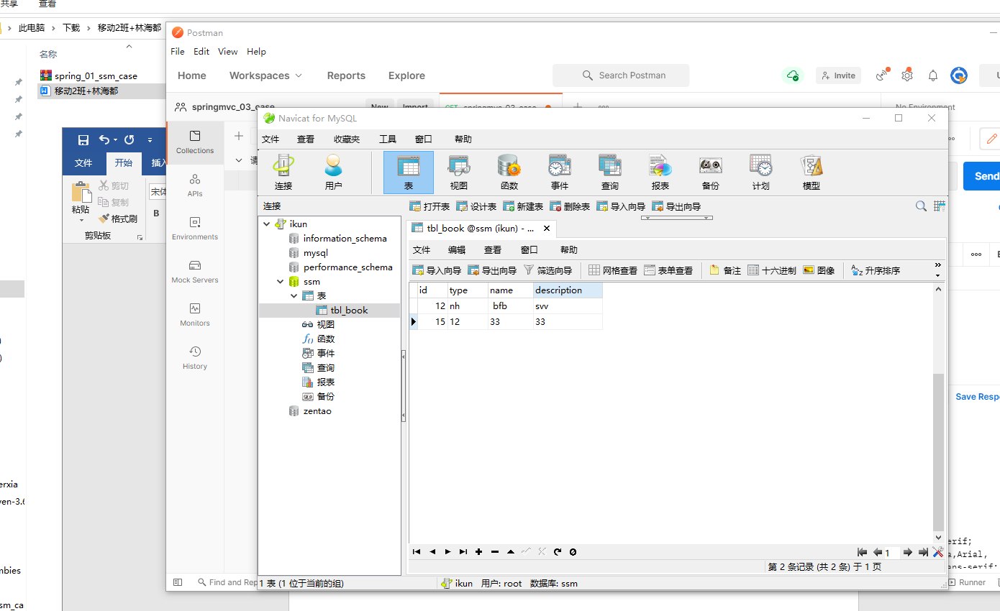 共享 查看
此电脑 › 下载 › 移动2班+林海都
名称
spring_01_ssm_case
移动2班+林海都
文件 开始 插入
粘贴 剪切
复制
格式刷
剪贴板
宋体
B
Postman
File Edit View Help
Home Workspaces Reports Explore
Search Postman
Invite
springmvc_03_case
New Import
GET springmvc_03_case
No Environment
Collections
APIs
Environments
Mock Servers
Monitors
History
Send
Save Resp
Navicat for MySQL
文件 查看 收藏夹 工具 窗口 帮助
连接 用户 表 视图 函数 事件 查询 报表 备份 计划 模型
连接
打开表 设计表 新建表 删除表 导入向导 导出向导
ikun
information_schema
mysql
performance_schema
ssm
表
tbl_book
视图
函数
事件
查询
报表
备份
zentao
tbl_book @ssm (ikun) - ...
文件 编辑 查看 窗口 帮助
导入向导 导出向导 筛选向导 网格查看 表单查看 备注 十六进制 图像 升序排序
id type name description
12 nh bfb svv
15 12 33 33
1
第 2 条记录 (共 2 条) 于 1 页
1 表 (1 位于当前的组) ikun 用户: root 数据库: ssm
Find and Rep
Runner
erxia
ven-3.6
mbies
sm_ca
erif;
a,Arial,
ans-serif;